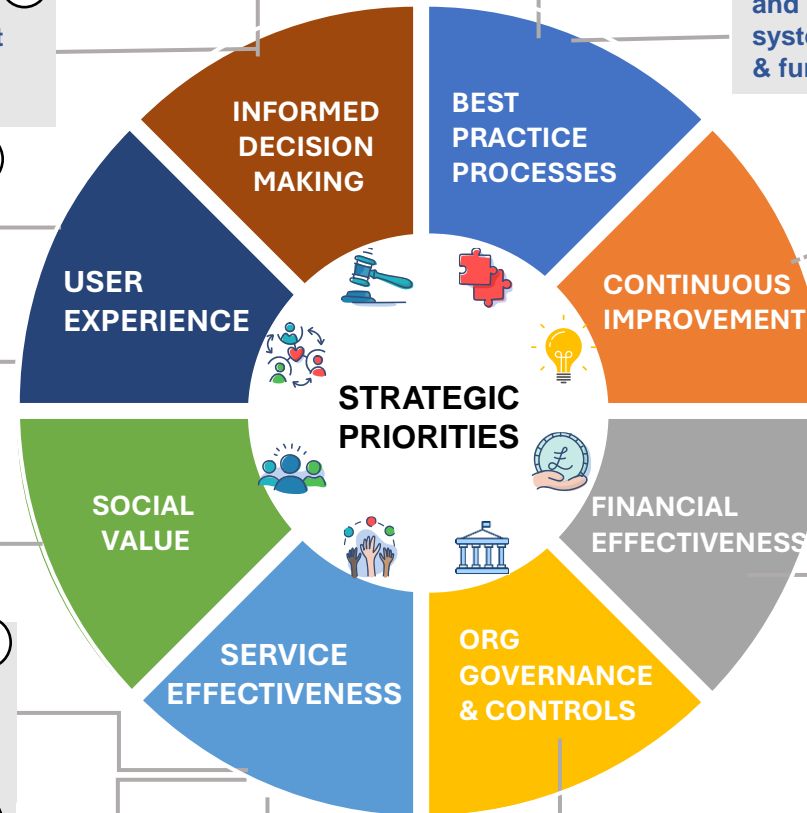 and
& fu
INFORMED
DECISION
MAKING
BEST
PRACTICE
PROCESSES
USER
EXPERIENCE
CONTINUOUS
IMPROVEMENT
STRATEGIC
PRIORITIES
£
SOCIAL
VALUE
FINANCIAL
EFFECTIVENESS
SERVICE
EFFECTIVENESS
ORG
GOVERNANCE
& CONTROLS